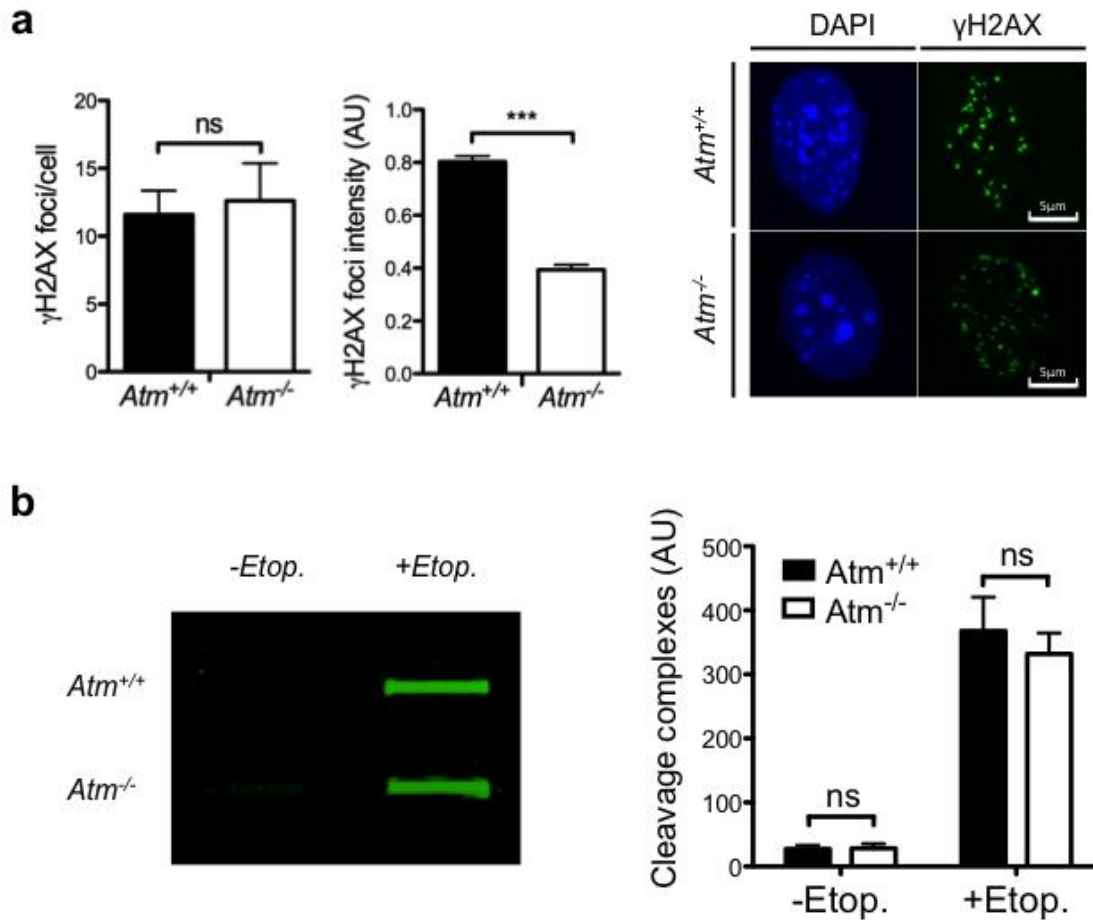 a
DAPI γH2AX
γH2AX foci/cell
20
15
10
5
0
ns
Atm+/+ Atm-/-
γH2AX foci intensity (AU)
1.0
0.8
0.6
0.4
0.2
0.0
***
Atm+/+ Atm-/-
Atm+/+
5μm
Atm-/-
5μm
b
-Etop. +Etop.
Atm+/+
Atm-/-
Cleavage complexes (AU)
500
400
300
200
100
0
Atm+/+
Atm-/-
ns
ns
-Etop. +Etop.